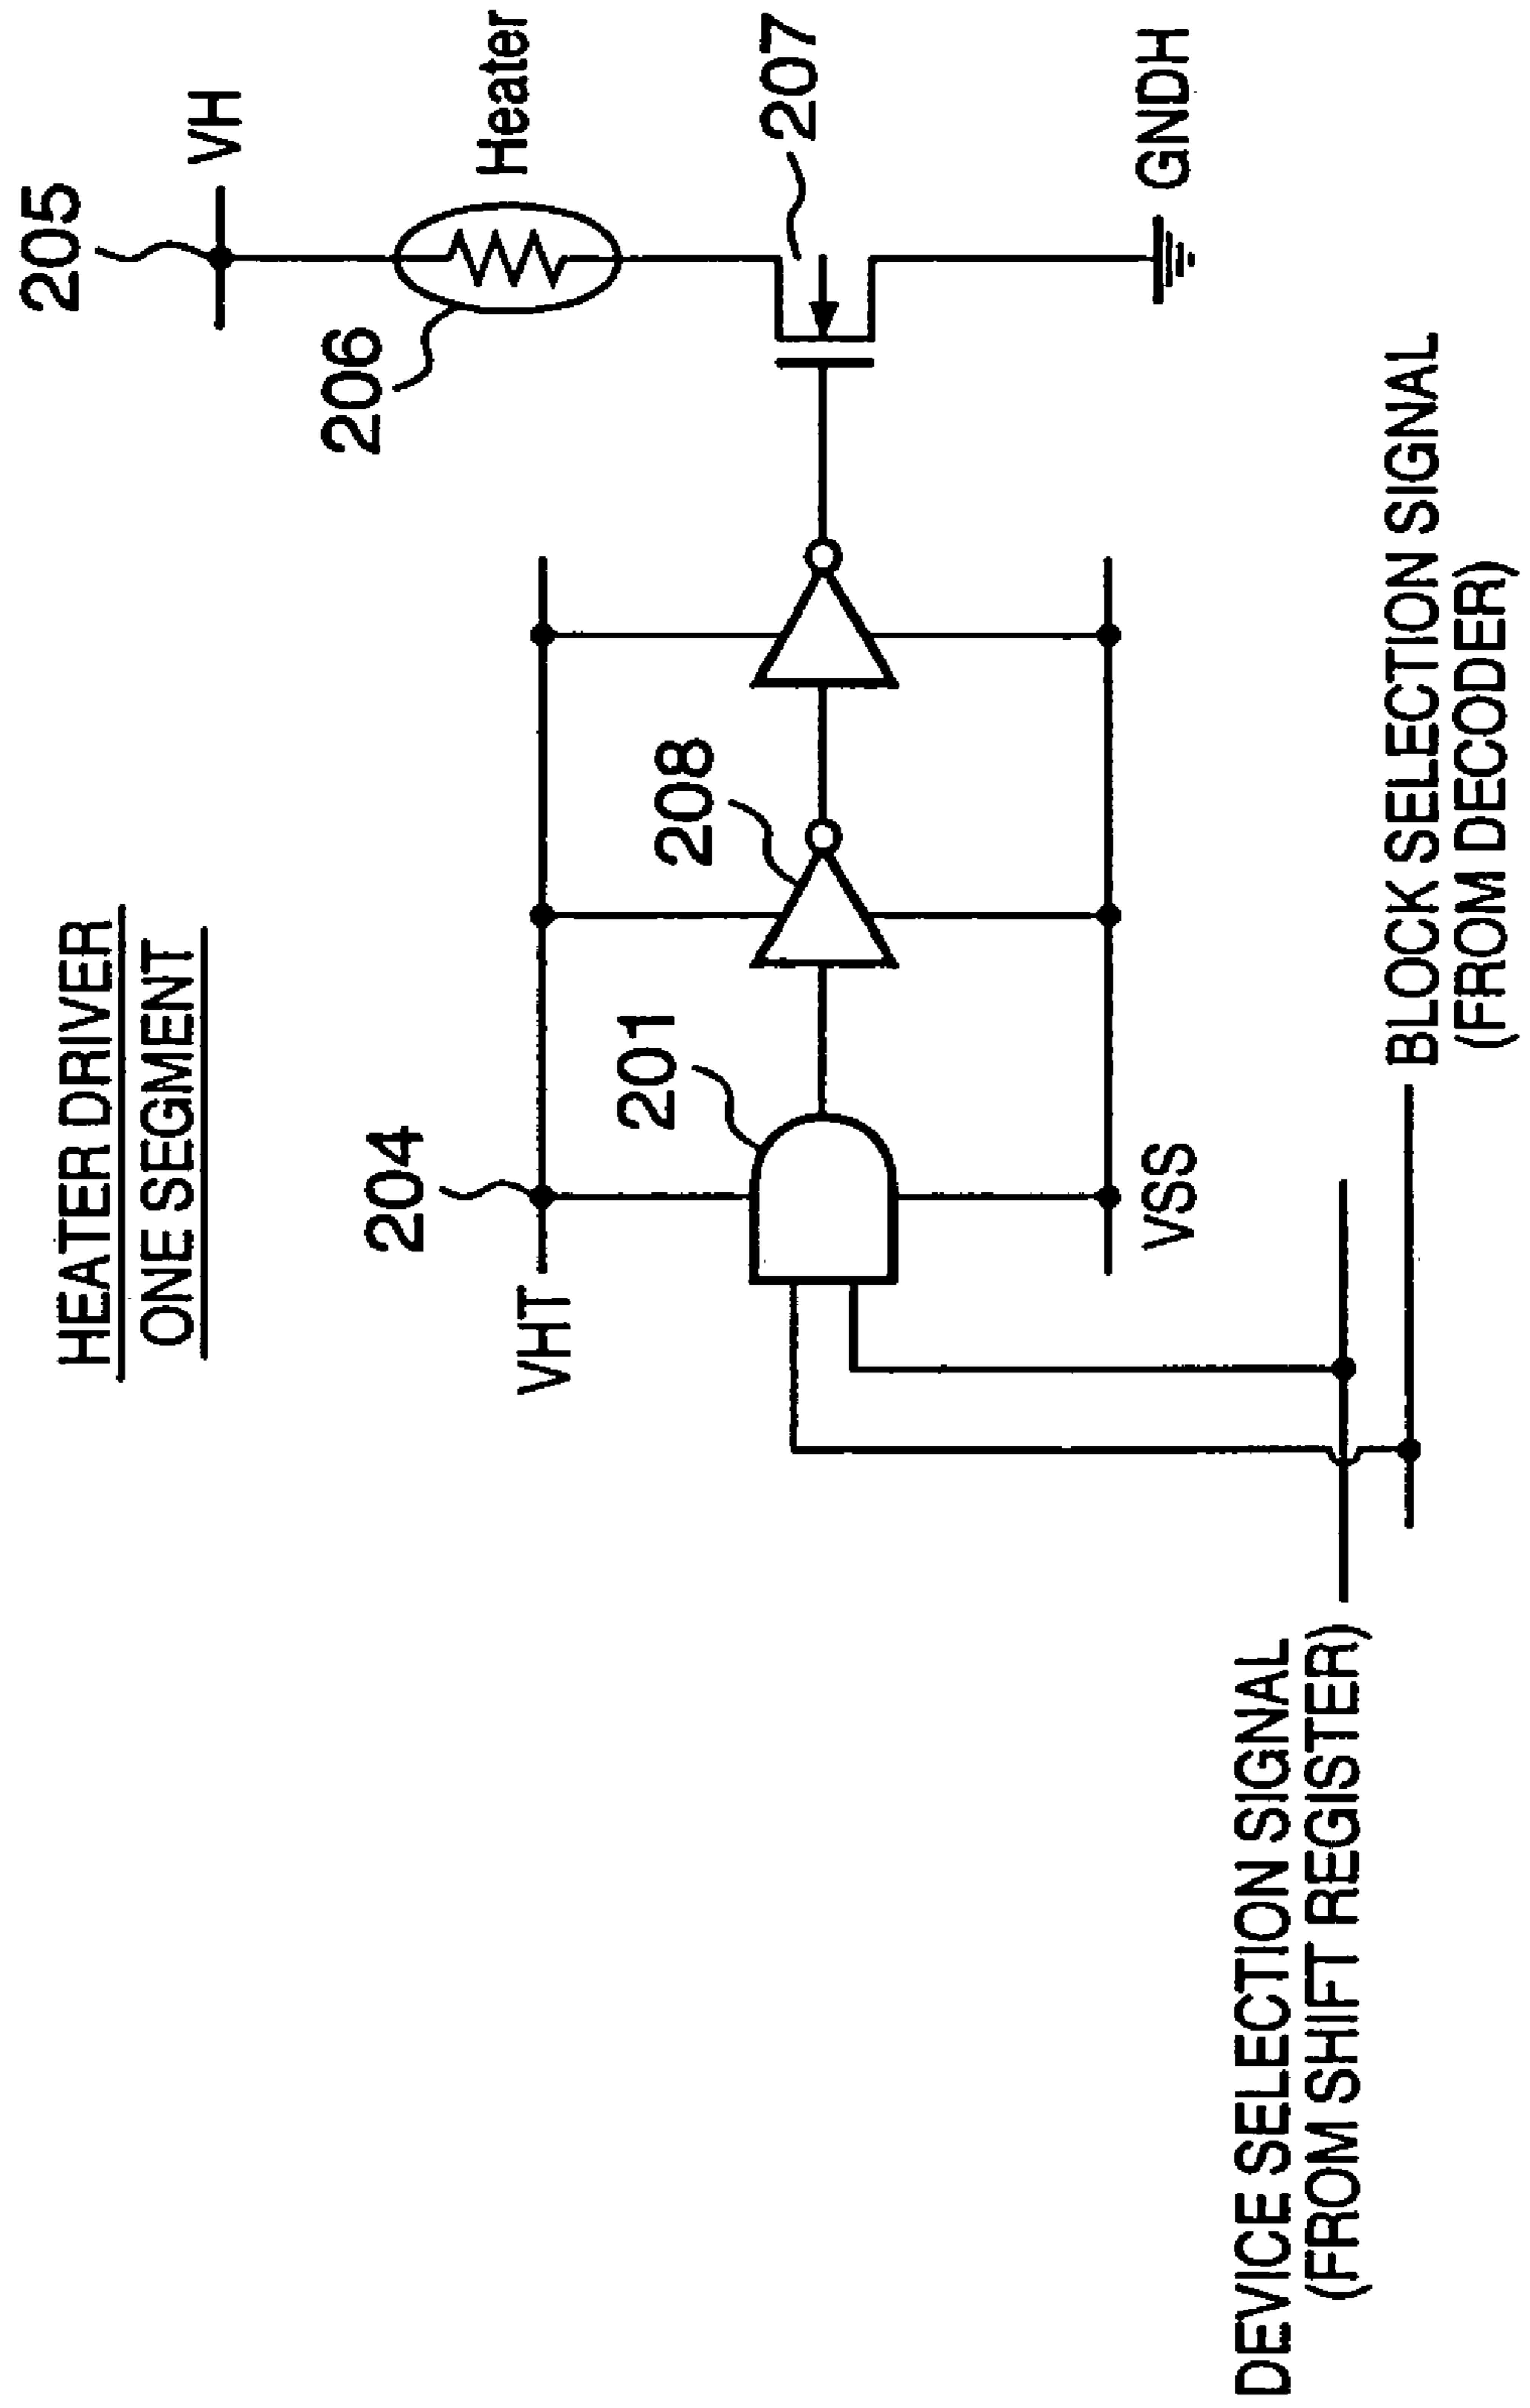 HEATER DRIVER
ONE SEGMENT
205
VH
206
Heater
207
GNDH
204
VHT
201
208
VSS
DEVICE SELECTION SIGNAL
(FROM SHIFT REGISTER)
BLOCK SELECTION SIGNAL
(FROM DECODER)